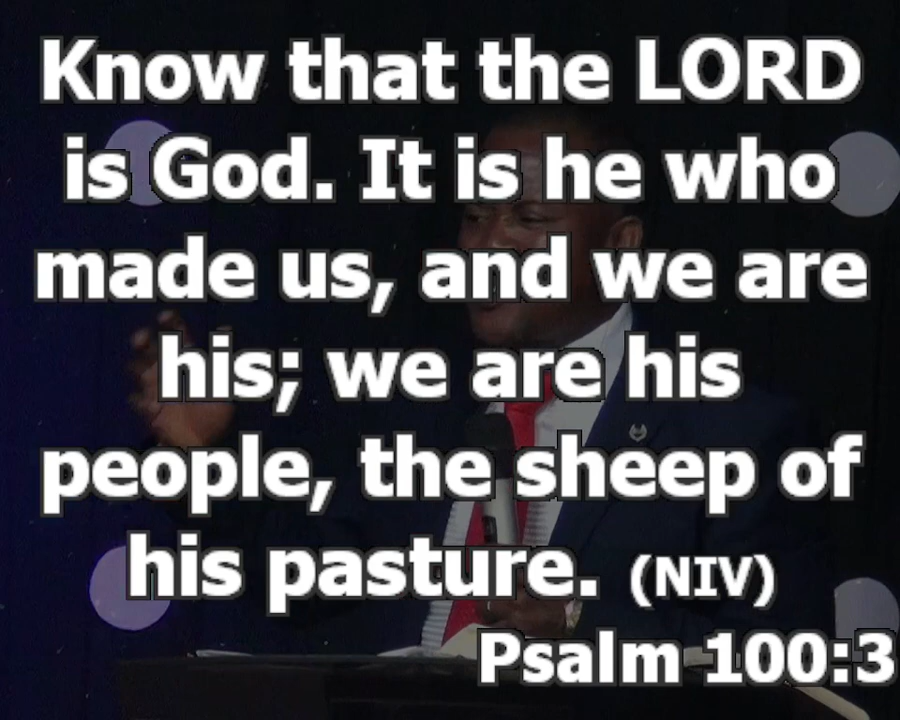 Know that the LORD
is God. It is he who
made us, and we are
his; we are his
people, the sheep of
his pasture. (NIV)
Psalm 100:3